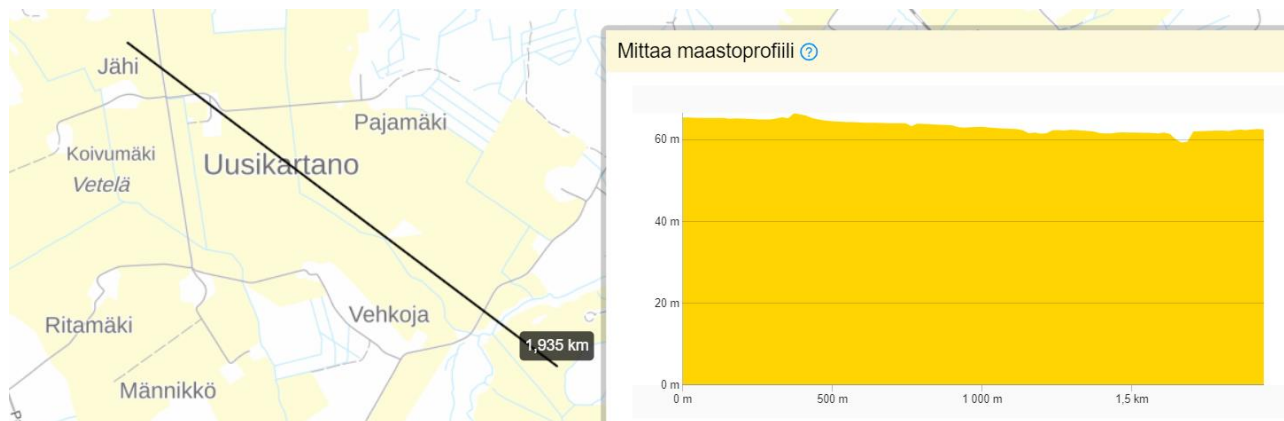 Jähi
Pajamäki
Koivumäki
Vetelä
Uusikartano
Ritamäki
Vehkoja
1,935 km
Männikkö
Mittaa maastoprofiili ?
60 m
40 m
20 m
0 m
0 m
500 m
1 000 m
1,5 km